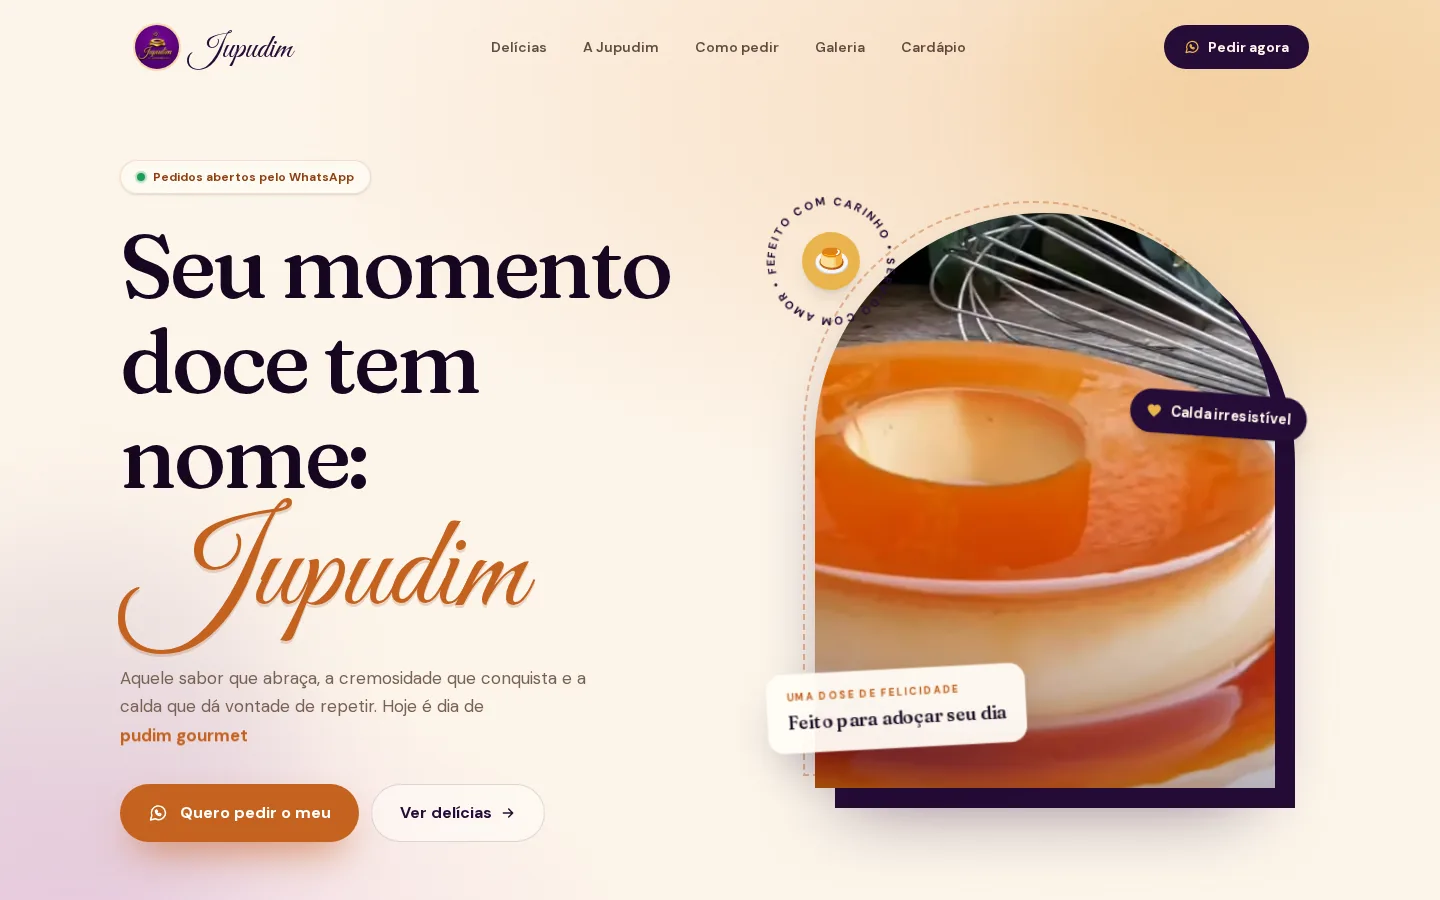 Jupudim
Delícias
A Jupudim
Como pedir
Galeria
Cardápio
Pedir agora
Pedidos abertos pelo WhatsApp
Seu momento
doce tem
nome:
Jupudim
Aquele sabor que abraça, a cremosidade que conquista e a
calda que dá vontade de repetir. Hoje é dia de
pudim gourmet
Quero pedir o meu
Ver delícias →
FEITO COM CARINHO •
COM AMOR •
Calda irresistível
UMA DOSE DE FELICIDADE
Feito para adoçar seu dia